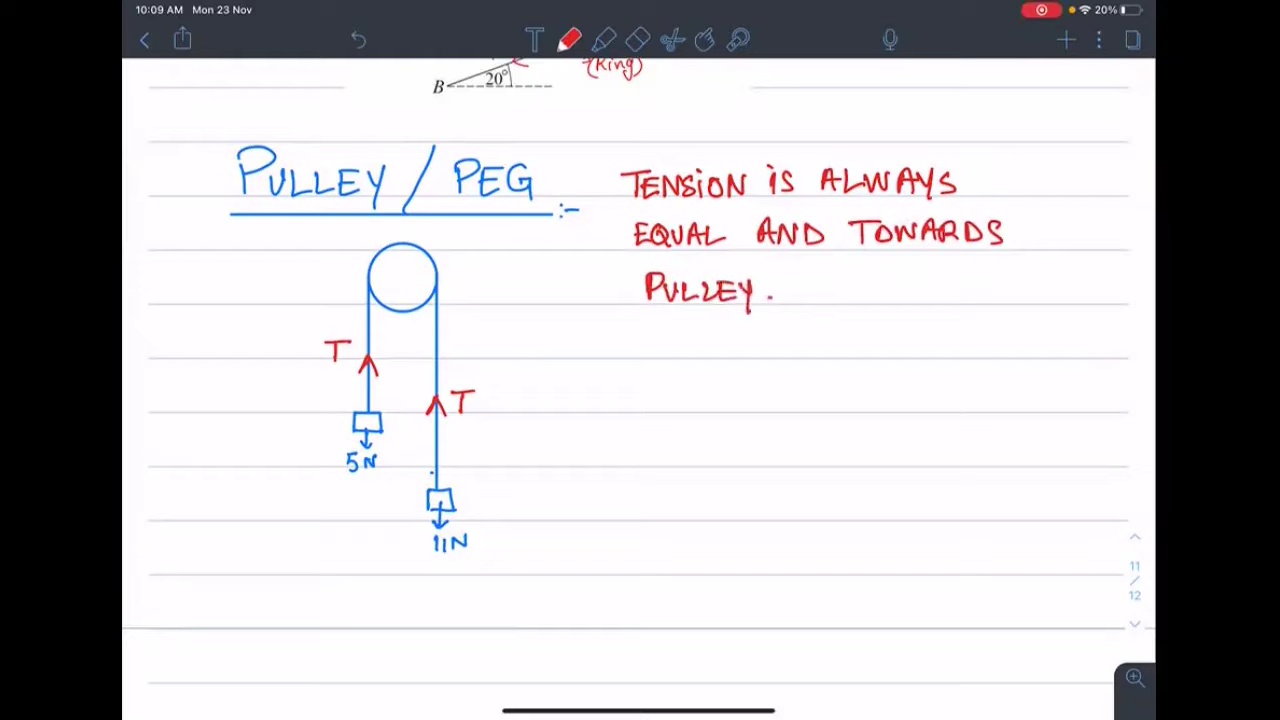 10:09 AM Mon 23 Nov
20%
(King)
B
20°
PULLEY / PEG :-
TENSION IS ALWAYS
EQUAL AND TOWARDS
PULLEY.
T
T
5N
11N
11
/
12